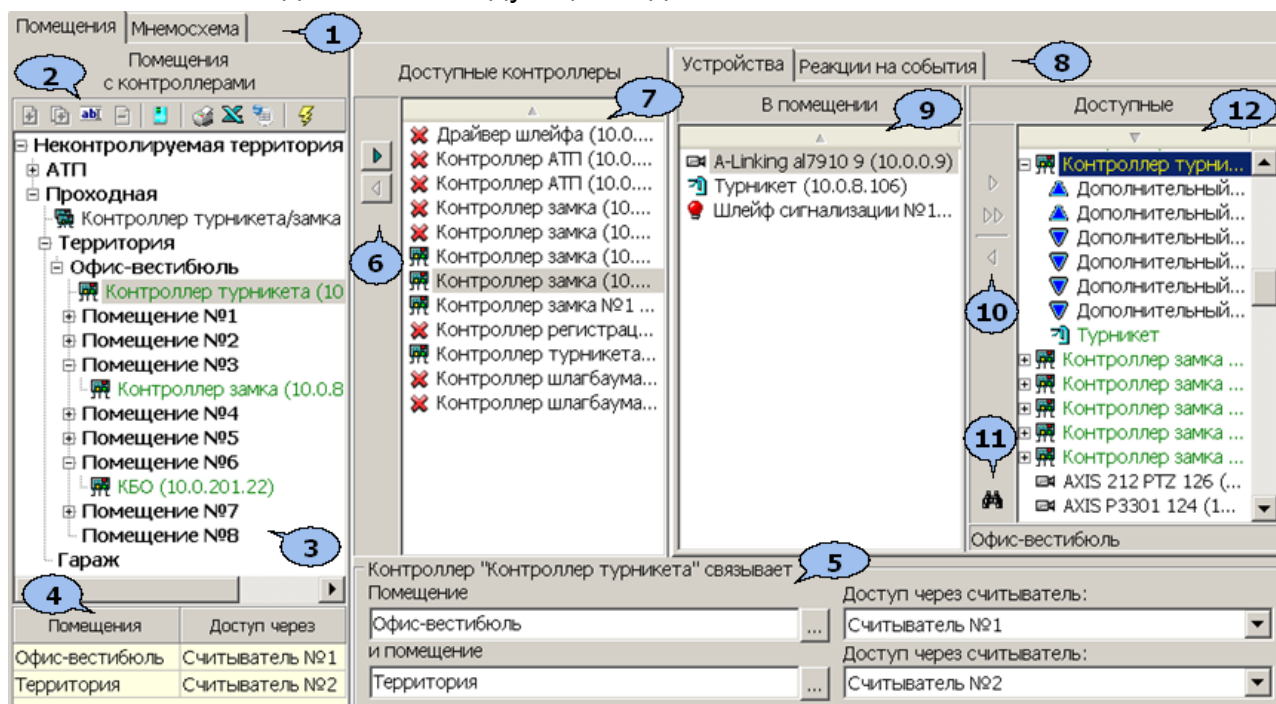 Помещения Мнемосхема 1
Помещения
с контроллерами
2
Неконтролируемая территория
АТП
Проходная
Контроллер турникета/замка
Территория
Офис-вестибюль
Контроллер турникета (10
Помещение №1
Помещение №2
Помещение №3
Контроллер замка (10.0.8
Помещение №4
Помещение №5
Помещение №6
КБО (10.0.201.22)
Помещение №7
Помещение №8
Гараж
3
4
Помещения Доступ через
Офис-вестибюль Считыватель №1
Территория Считыватель №2
6
Доступные контроллеры
7
Драйвер шлейфа (10.0....
Контроллер АТП (10.0....
Контроллер АТП (10.0....
Контроллер замка (10....
Контроллер замка (10....
Контроллер замка (10....
Контроллер замка (10....
Контроллер замка №1 ...
Контроллер регистрац...
Контроллер турникета...
Контроллер шлагбаума...
Контроллер шлагбаума...
Устройства Реакции на события 8
В помещении
9
A-Linking al7910 9 (10.0.0.9)
Турникет (10.0.8.106)
Шлейф сигнализации №1...
10
11
Доступные
12
Контроллер турни...
Дополнительный...
Дополнительный...
Дополнительный...
Дополнительный...
Дополнительный...
Дополнительный...
Турникет
Контроллер замка ...
Контроллер замка ...
Контроллер замка ...
Контроллер замка ...
Контроллер замка ...
AXIS 212 PTZ 126 (...
AXIS P3301 124 (1...
Офис-вестибюль
Контроллер "Контроллер турникета" связывает 5
Помещение Доступ через считыватель:
Офис-вестибюль ... Считыватель №1
и помещение Доступ через считыватель:
Территория ... Считыватель №2